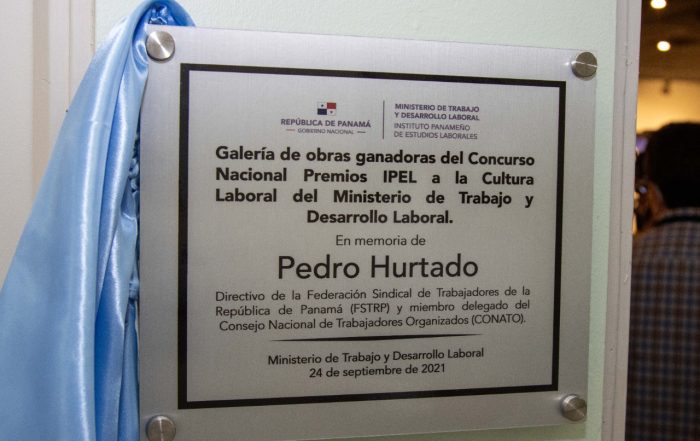 REPÚBLICA DE PANAMÁ
GOBIERNO NACIONAL
MINISTERIO DE TRABAJO
Y DESARROLLO LABORAL
INSTITUTO PANAMEÑO
DE ESTUDIOS LABORALES
Galería de obras ganadoras del Concurso
Nacional Premios IPEL a la Cultura
Laboral del Ministerio de Trabajo y
Desarrollo Laboral.
En memoria de
Pedro Hurtado
Directivo de la Federación Sindical de Trabajadores de la
República de Panamá (FSTRP) y miembro delegado del
Consejo Nacional de Trabajadores Organizados (CONATO).
Ministerio de Trabajo y Desarrollo Laboral
24 de septiembre de 2021